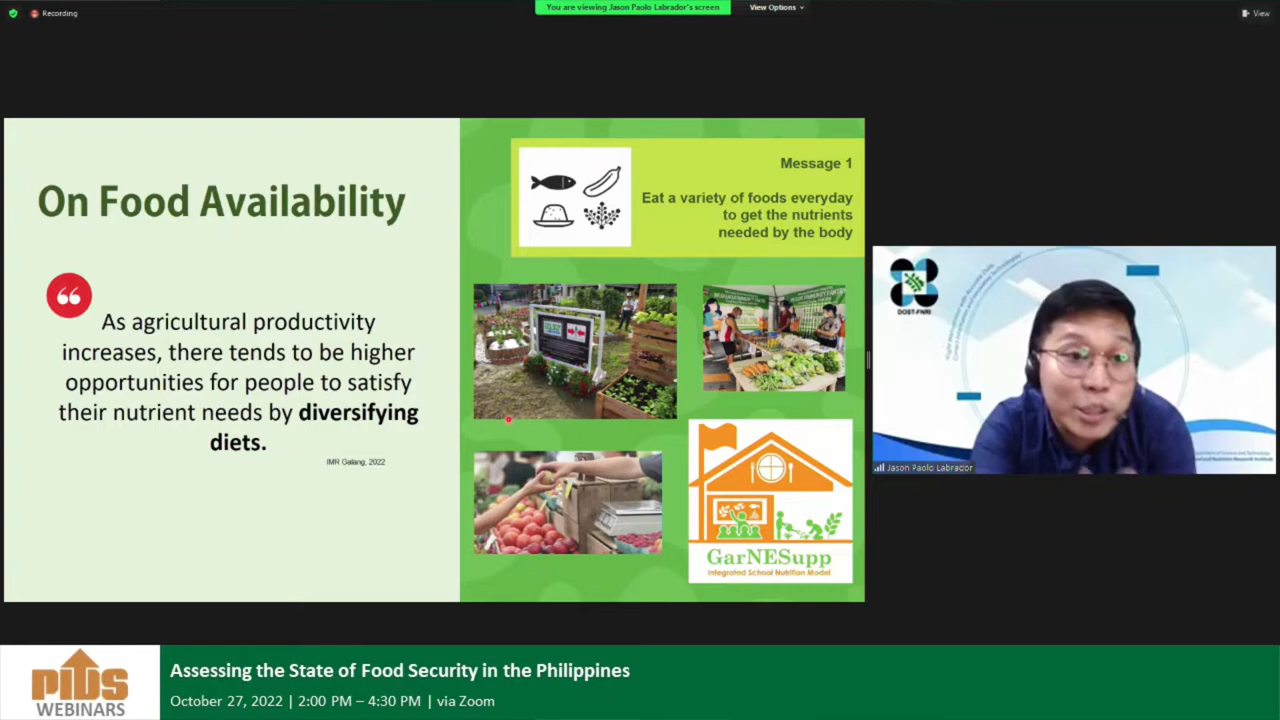 Recording
You are viewing Jason Paolo Labrador's screen
View Options
View
On Food Availability
As agricultural productivity
increases, there tends to be higher
opportunities for people to satisfy
their nutrient needs by diversifying
diets.
IMR Galang, 2022
Message 1
Eat a variety of foods everyday
to get the nutrients
needed by the body
GarNESupp
Integrated School Nutrition Model
DOST-FNRI
Jason Paolo Labrador
PIDS
WEBINARS
Assessing the State of Food Security in the Philippines
October 27, 2022 | 2:00 PM – 4:30 PM | via Zoom